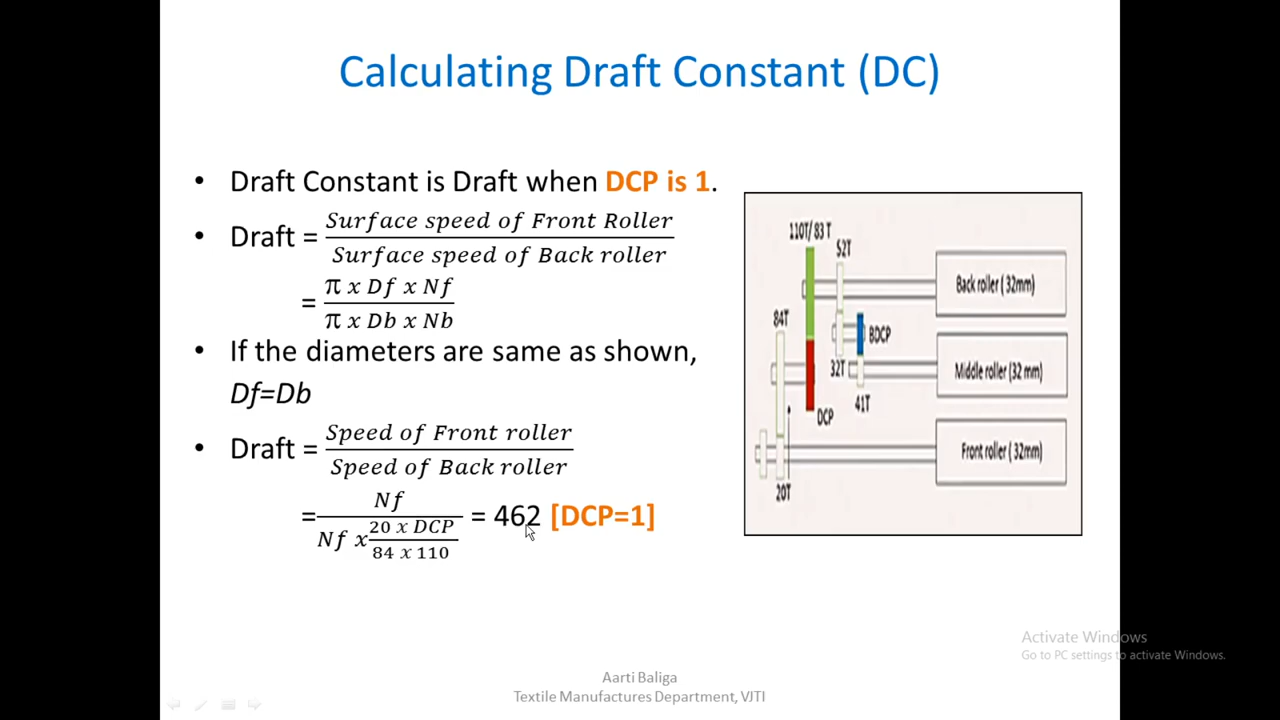 Calculating Draft Constant (DC)
• Draft Constant is Draft when DCP is 1.
• Draft = Surface speed of Front Roller / Surface speed of Back roller
= π x Df x Nf / π x Db x Nb
• If the diameters are same as shown,
Df=Db
• Draft = Speed of Front roller / Speed of Back roller
= Nf / Nf x 20 x DCP / 84 x 110 = 462 [DCP=1]
110T/ 83 T
52T
Back roller ( 32mm)
84T
BDCP
32T
Middle roller (32 mm)
41T
DCP
Front roller ( 32mm)
20T
Activate Windows
Go to PC settings to activate Windows.
Aarti Baliga
Textile Manufactures Department, VJTI